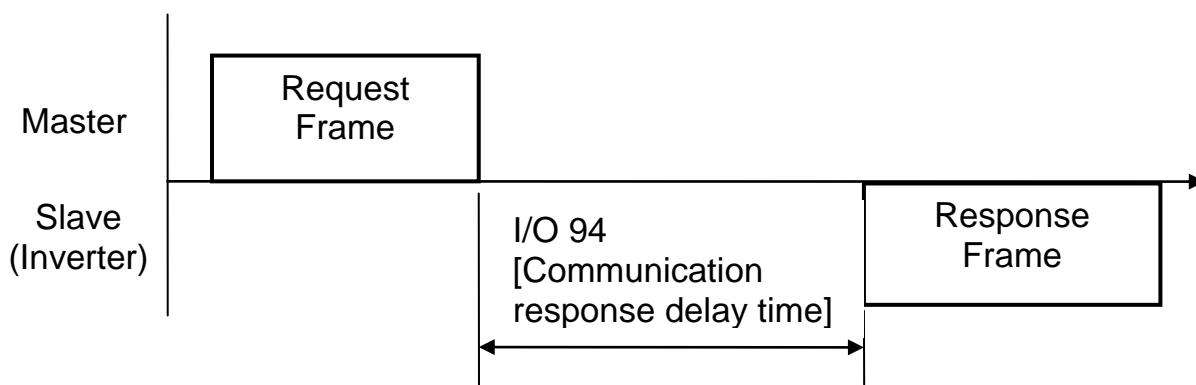 Master
Request
Frame
Slave
(Inverter)
I/O 94
[Communication
response delay time]
Response
Frame